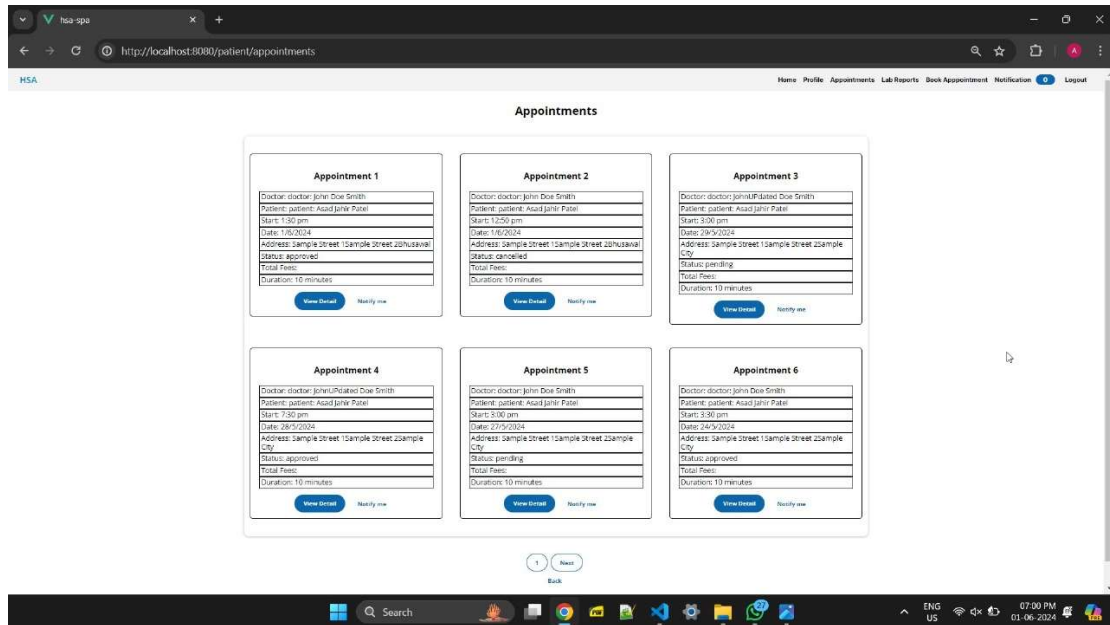 hsa-spa
http://localhost:8080/patient/appointments
HSA
Home Profile Appointments Lab Reports Book Apppointment Notification 0 Logout
Appointments
Appointment 1
Doctor: doctor: John Doe Smith
Patient: patient: Asad Jahir Patel
Start: 1:30 pm
Date: 1/6/2024
Address: Sample Street 1Sample Street 2Bhusawal
Status: approved
Total Fees:
Duration: 10 minutes
View Detail Notify me
Appointment 2
Doctor: doctor: John Doe Smith
Patient: patient: Asad Jahir Patel
Start: 12:50 pm
Date: 1/6/2024
Address: Sample Street 1Sample Street 2Bhusawal
Status: cancelled
Total Fees:
Duration: 10 minutes
View Detail Notify me
Appointment 3
Doctor: doctor: JohnUPdated Doe Smith
Patient: patient: Asad Jahir Patel
Start: 3:00 pm
Date: 29/5/2024
Address: Sample Street 1Sample Street 2Sample
City
Status: pending
Total Fees:
Duration: 10 minutes
View Detail Notify me
Appointment 4
Doctor: doctor: JohnUPdated Doe Smith
Patient: patient: Asad Jahir Patel
Start: 7:30 pm
Date: 28/5/2024
Address: Sample Street 1Sample Street 2Sample
City
Status: approved
Total Fees:
Duration: 10 minutes
View Detail Notify me
Appointment 5
Doctor: doctor: John Doe Smith
Patient: patient: Asad Jahir Patel
Start: 3:00 pm
Date: 27/5/2024
Address: Sample Street 1Sample Street 2Sample
City
Status: pending
Total Fees:
Duration: 10 minutes
View Detail Notify me
Appointment 6
Doctor: doctor: John Doe Smith
Patient: patient: Asad Jahir Patel
Start: 3:30 pm
Date: 24/5/2024
Address: Sample Street 1Sample Street 2Sample
City
Status: approved
Total Fees:
Duration: 10 minutes
View Detail Notify me
1 Next
Back
Search
27
ENG
US
07:00 PM
01-06-2024